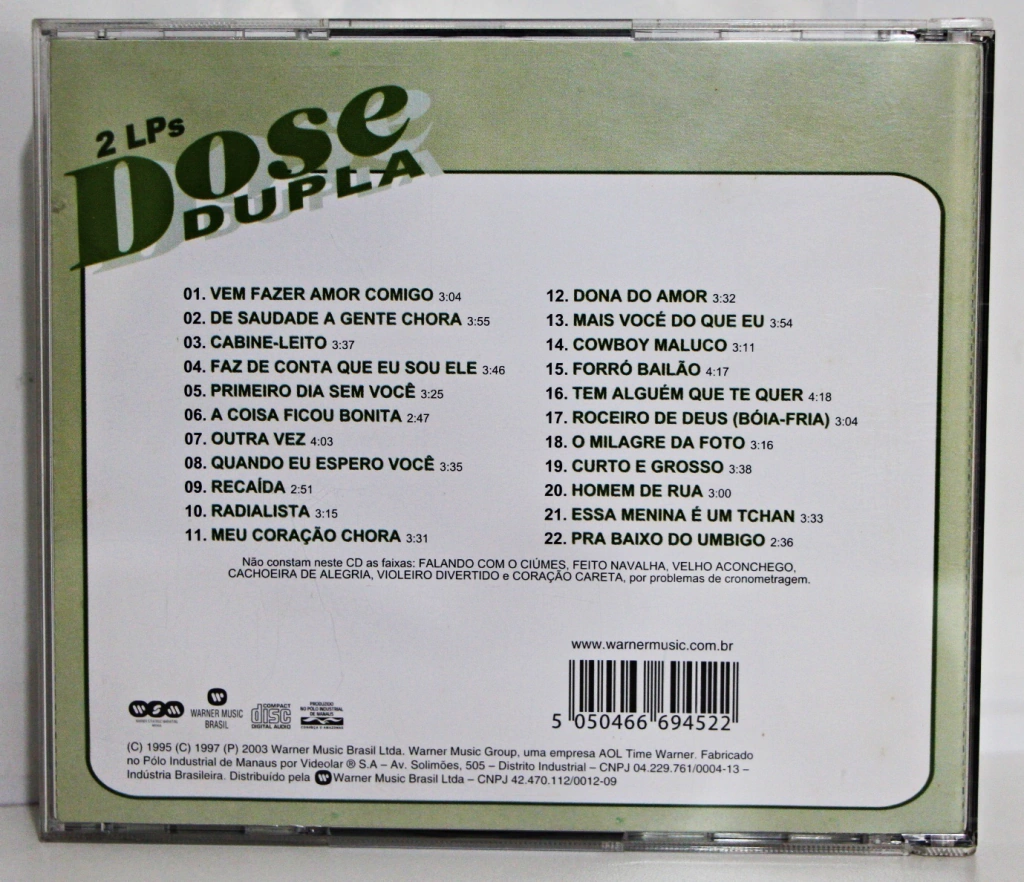 2 LPs
Dose
DUPLA
01. VEM FAZER AMOR COMIGO 3:04
02. DE SAUDADE A GENTE CHORA 3:55
03. CABINE-LEITO 3:37
04. FAZ DE CONTA QUE EU SOU ELE 3:46
05. PRIMEIRO DIA SEM VOCÊ 3:25
06. A COISA FICOU BONITA 2:47
07. OUTRA VEZ 4:03
08. QUANDO EU ESPERO VOCÊ 3:35
09. RECAÍDA 2:51
10. RADIALISTA 3:15
11. MEU CORAÇÃO CHORA 3:31
12. DONA DO AMOR 3:32
13. MAIS VOCÉ DO QUE EU 3:54
14. COWBOY MALUCO 3:11
15. FORRÓ BAILÃO 4:17
16. TEM ALGUÉM QUE TE QUER 4:18
17. ROCEIRO DE DEUS (BÓIA-FRIA) 3:04
18. O MILAGRE DA FOTO 3:16
19. CURTO E GROSSO 3:38
20. HOMEM DE RUA 3:00
21. ESSA MENINA É UM TCHAN 3:33
22. PRA BAIXO DO UMBIGO 2:36
Não constam neste CD as faixas: FALANDO COM O CIÚMES, FEITO NAVALHA, VELHO ACONCHEGO,
CACHOEIRA DE ALEGRIA, VIOLEIRO DIVERTIDO e CORAÇÃO CARETA, por problemas de cronometragem.
www.warnermusic.com.br
5 050466 694522
WARNER MUSIC
BRASIL
COMPACT
disc
DIGITAL AUDIO
PRODUZIDO
NO PÓLO INDUSTRIAL
DE MANAUS
CONHEÇA A AMAZÔNIA
(C) 1995 (C) 1997 (P) 2003 Warner Music Brasil Ltda. Warner Music Group, uma empresa AOL Time Warner. Fabricado
no Pólo Industrial de Manaus por Videolar ® S.A – Av. Solimões, 505 – Distrito Industrial – CNPJ 04.229.761/0004-13 –
Indústria Brasileira. Distribuído pela Warner Music Brasil Ltda – CNPJ 42.470.112/0012-09